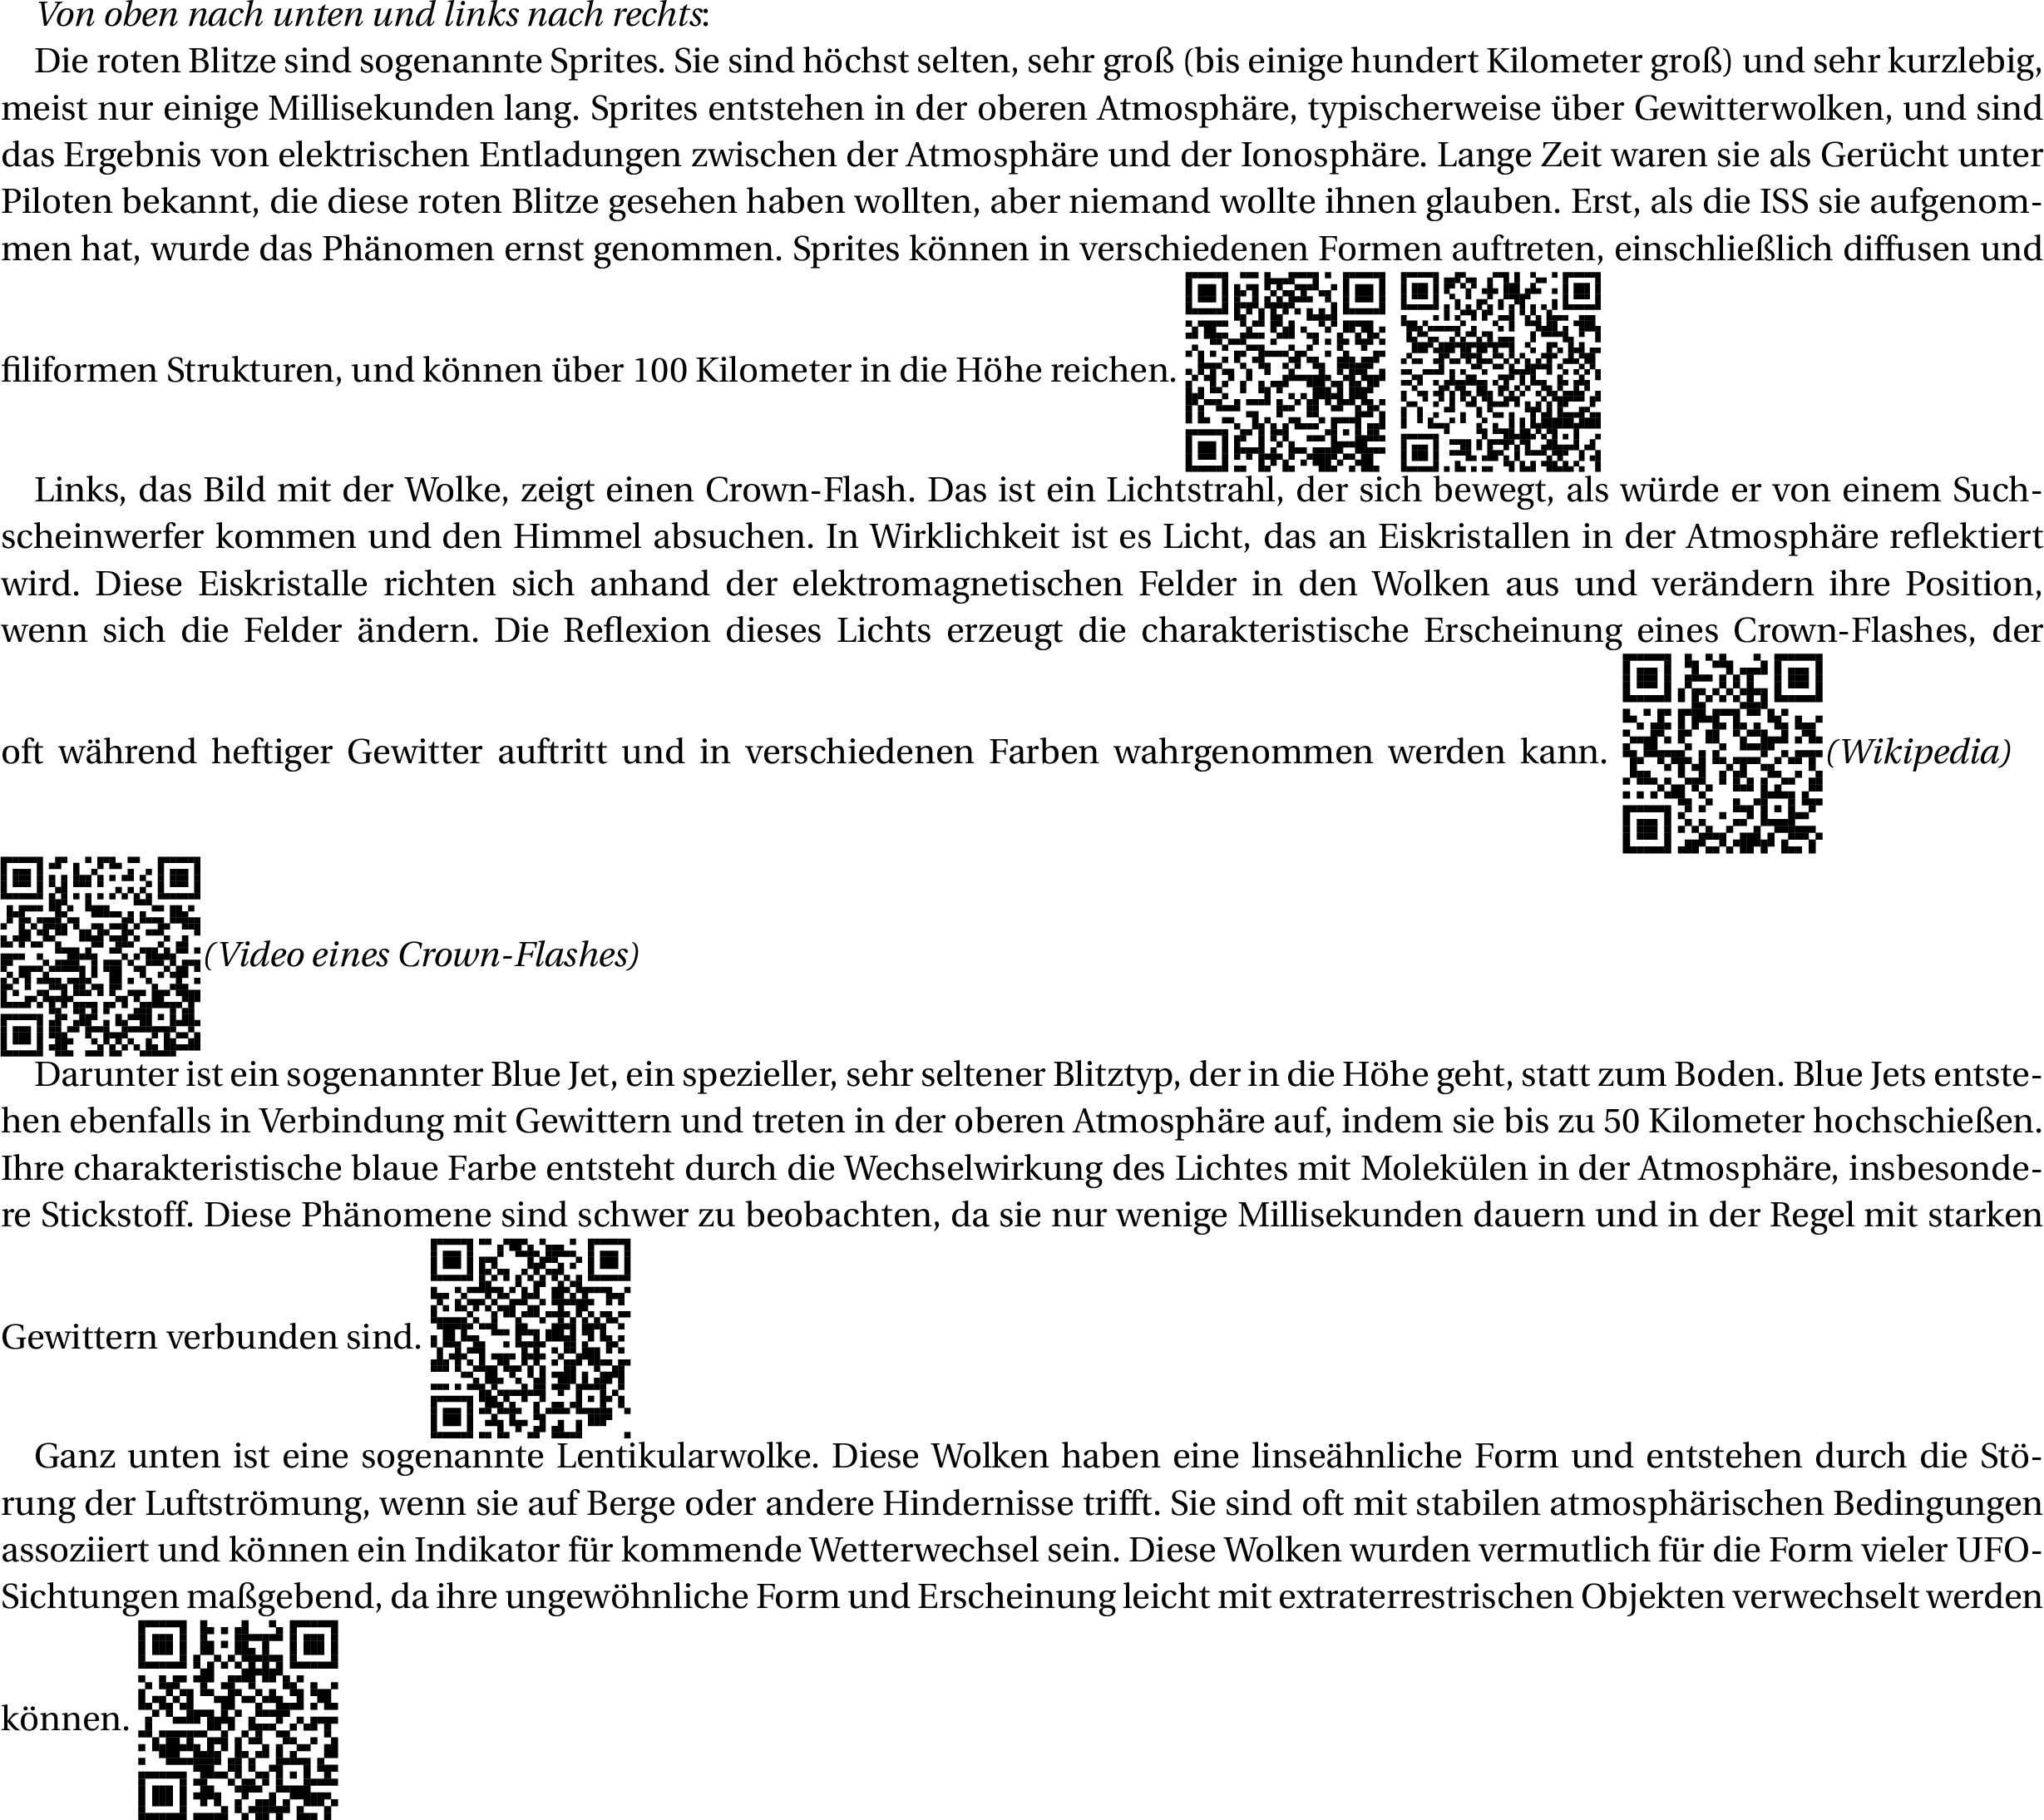 Von oben nach unten und links nach rechts:
Die roten Blitze sind sogenannte Sprites. Sie sind höchst selten, sehr groß (bis einige hundert Kilometer groß) und sehr kurzlebig,
meist nur einige Millisekunden lang. Sprites entstehen in der oberen Atmosphäre, typischerweise über Gewitterwolken, und sind
das Ergebnis von elektrischen Entladungen zwischen der Atmosphäre und der Ionosphäre. Lange Zeit waren sie als Gerücht unter
Piloten bekannt, die diese roten Blitze gesehen haben wollten, aber niemand wollte ihnen glauben. Erst, als die ISS sie aufgenom-
men hat, wurde das Phänomen ernst genommen. Sprites können in verschiedenen Formen auftreten, einschließlich diffusen und
filiformen Strukturen, und können über 100 Kilometer in die Höhe reichen.
Links, das Bild mit der Wolke, zeigt einen Crown-Flash. Das ist ein Lichtstrahl, der sich bewegt, als würde er von einem Such-
scheinwerfer kommen und den Himmel absuchen. In Wirklichkeit ist es Licht, das an Eiskristallen in der Atmosphäre reflektiert
wird. Diese Eiskristalle richten sich anhand der elektromagnetischen Felder in den Wolken aus und verändern ihre Position,
wenn sich die Felder ändern. Die Reflexion dieses Lichts erzeugt die charakteristische Erscheinung eines Crown-Flashes, der
oft während heftiger Gewitter auftritt und in verschiedenen Farben wahrgenommen werden kann. (Wikipedia)
(Video eines Crown-Flashes)
Darunter ist ein sogenannter Blue Jet, ein spezieller, sehr seltener Blitztyp, der in die Höhe geht, statt zum Boden. Blue Jets entste-
hen ebenfalls in Verbindung mit Gewittern und treten in der oberen Atmosphäre auf, indem sie bis zu 50 Kilometer hochschießen.
Ihre charakteristische blaue Farbe entsteht durch die Wechselwirkung des Lichtes mit Molekülen in der Atmosphäre, insbesonde-
re Stickstoff. Diese Phänomene sind schwer zu beobachten, da sie nur wenige Millisekunden dauern und in der Regel mit starken
Gewittern verbunden sind.
Ganz unten ist eine sogenannte Lentikularwolke. Diese Wolken haben eine linseähnliche Form und entstehen durch die Stö-
rung der Luftströmung, wenn sie auf Berge oder andere Hindernisse trifft. Sie sind oft mit stabilen atmosphärischen Bedingungen
assoziiert und können ein Indikator für kommende Wetterwechsel sein. Diese Wolken wurden vermutlich für die Form vieler UFO-
Sichtungen maßgebend, da ihre ungewöhnliche Form und Erscheinung leicht mit extraterrestrischen Objekten verwechselt werden
können.